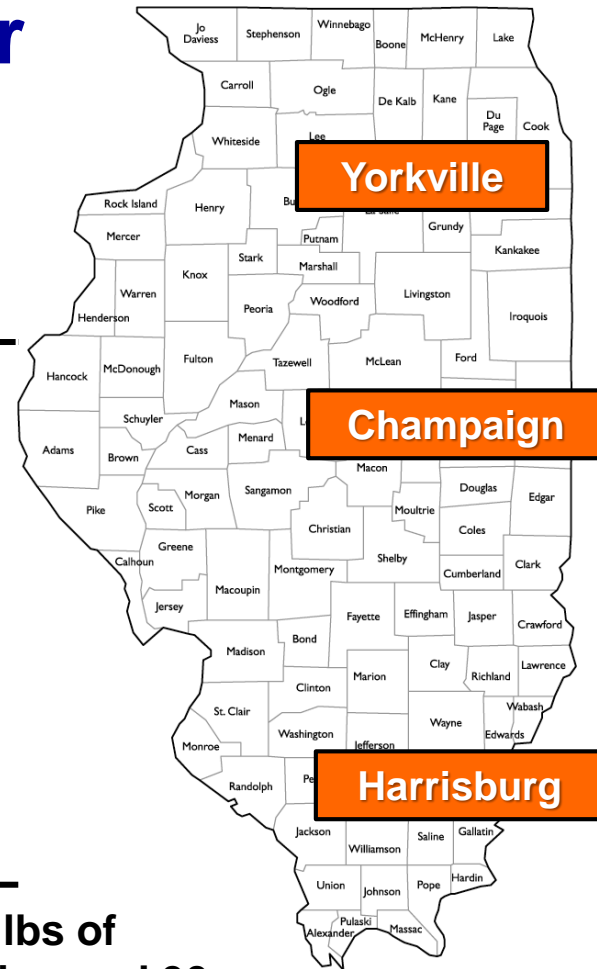 r
Jo
Daviess
Stephenson
Winnebago
Boone
McHenry
Lake
Carroll
Ogle
De Kalb
Kane
Du
Page
Cook
Whiteside
Lee
Yorkville
Rock Island
Henry
Bu
La Salle
Grundy
Mercer
Putnam
Kankakee
Stark
Marshall
Knox
Warren
Henderson
Peoria
Woodford
Livingston
Iroquois
Hancock
McDonough
Fulton
Tazewell
McLean
Ford
Mason
Schuyler
L
Champaign
Adams
Brown
Cass
Menard
Macon
Pike
Scott
Morgan
Sangamon
Christian
Moultrie
Douglas
Edgar
Coles
Greene
Calhoun
Shelby
Clark
Cumberland
Jersey
Macoupin
Montgomery
Fayette
Effingham
Jasper
Crawford
Madison
Bond
Marion
Clay
Richland
Lawrence
Clinton
St. Clair
Wayne
Wabash
Edwards
Washington
Jefferson
Monroe
Randolph
Pe
Harrisburg
Jackson
Williamson
Saline
Gallatin
Union
Johnson
Pope
Hardin
Pulaski
Alexander
Massac
lbs of